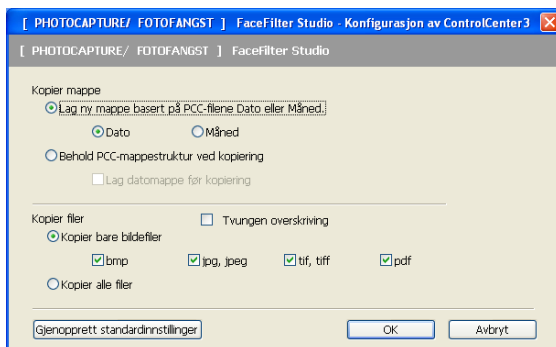 [ PHOTOCAPTURE/ FOTOFANGST ] FaceFilter Studio - Konfigurasjon av ControlCenter3
[ PHOTOCAPTURE/ FOTOFANGST ] FaceFilter Studio
Kopier mappe
Lag ny mappe basert på PCC-filene Dato eller Måned.
Dato Måned
Behold PCC-mappestruktur ved kopiering
Lag datomappe før kopiering
Kopier filer Tvungen overskriving
Kopier bare bildefiler
bmp jpg, jpeg tif, tiff pdf
Kopier alle filer
Gjenopprett standardinnstillinger OK Avbryt